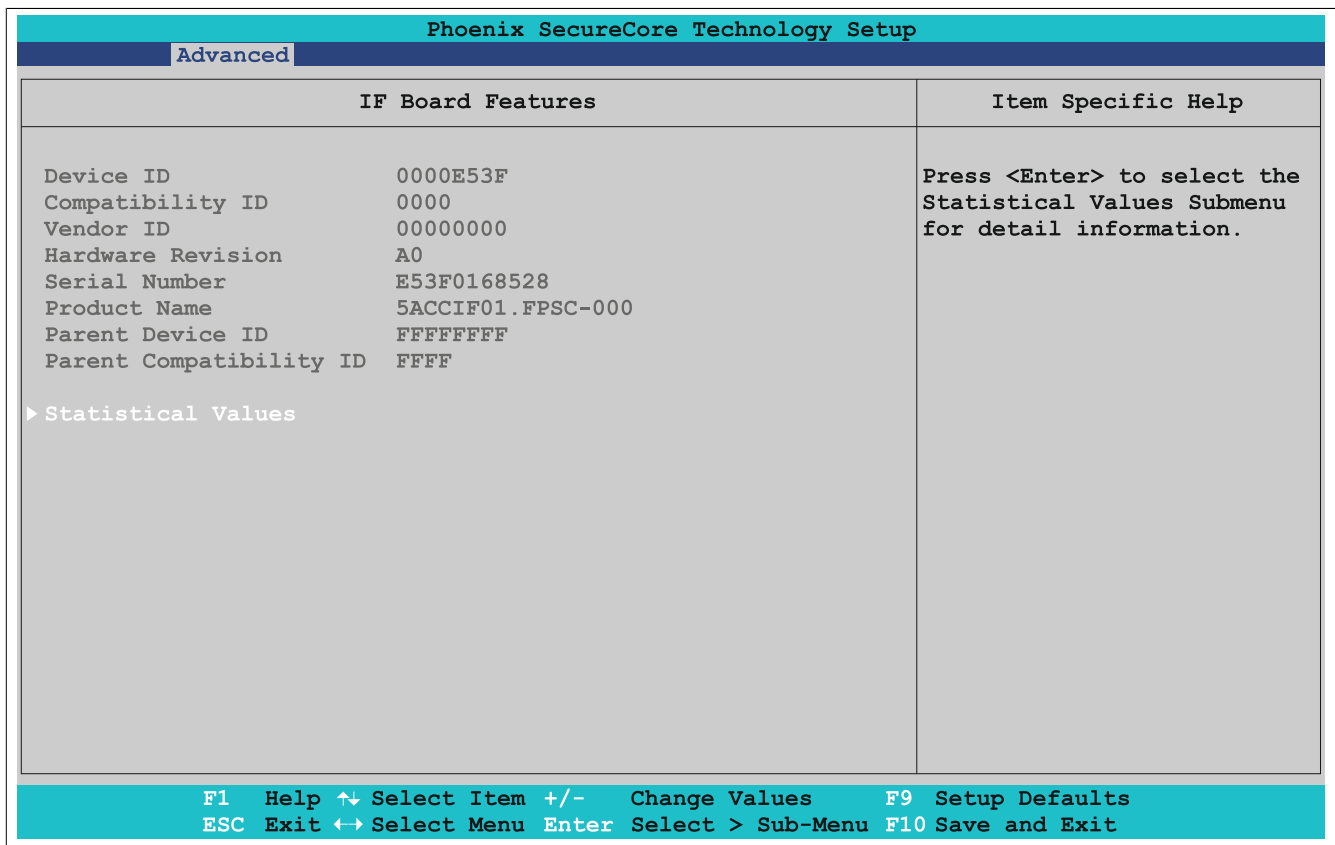 Phoenix SecureCore Technology Setup
Advanced
IF Board Features
Item Specific Help
Device ID 0000E53F
Compatibility ID 0000
Vendor ID 00000000
Hardware Revision A0
Serial Number E53F0168528
Product Name 5ACCIF01.FPSC-000
Parent Device ID FFFFFFFF
Parent Compatibility ID FFFF
Statistical Values
Press <Enter> to select the
Statistical Values Submenu
for detail information.
F1 Help ↑↓ Select Item +/- Change Values F9 Setup Defaults
ESC Exit ←→ Select Menu Enter Select > Sub-Menu F10 Save and Exit